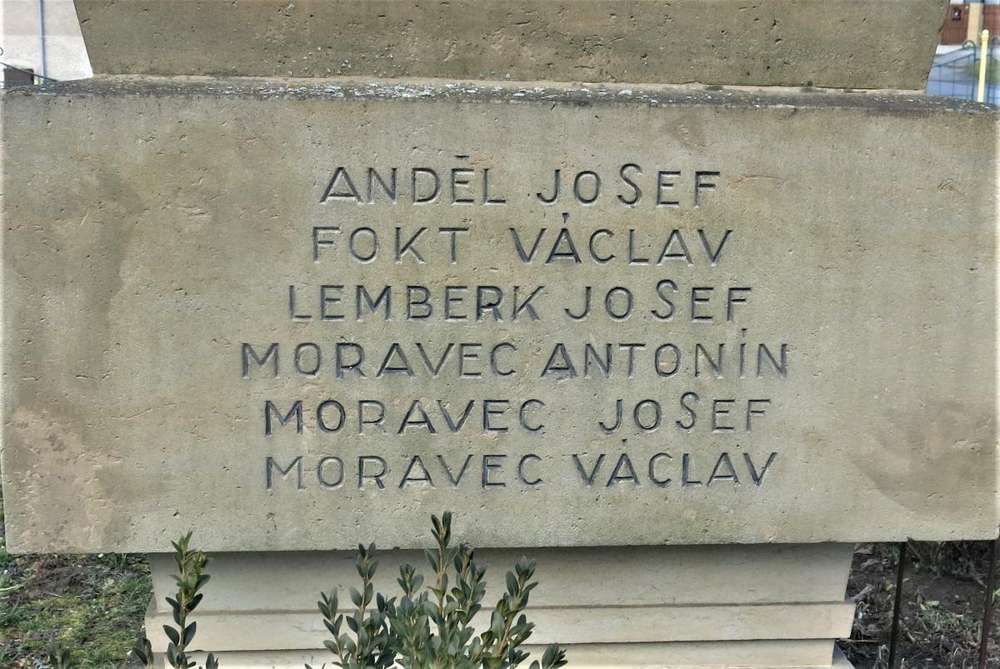 ANDĚL JOSEF
FOKT VÁCLAV
LEMBERK JOSEF
MORAVEC ANTONÍN
MORAVEC JOSEF
MORAVEC VÁCLAV